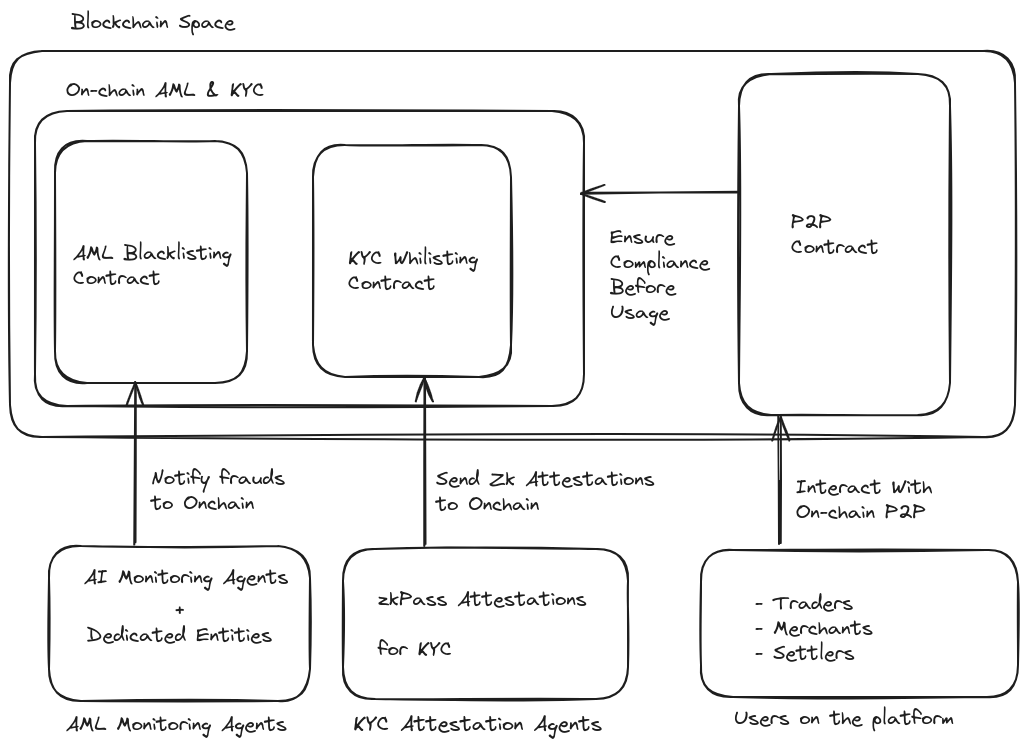 Blockchain Space
On-chain AML & KYC
AML Blacklisting
Contract
KYC Whilisting
Contract
Ensure
Compliance
Before
Usage
P2P
Contract
Notify frauds
to Onchain
Send Zk Attestations
to Onchain
Interact With
On-chain P2P
AI Monitoring Agents
+
Dedicated Entities
zkPass Attestations
for KYC
- Traders
- Merchants
- Settlers
AML Monitoring Agents
KYC Attestation Agents
Users on the platform